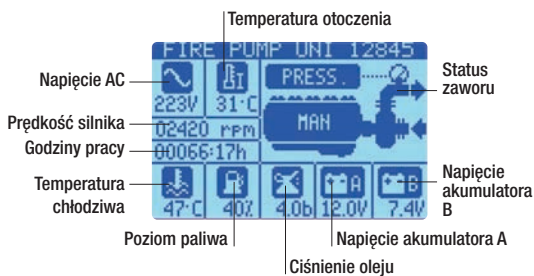 Temperatura otoczenia
FIRE PUMP UNI 12845
Napięcie AC
PRESS.
Status
zaworu
223V
31°C
Prędkość silnika
02420 rpm
MAN
Godziny pracy
00066:17h
Temperatura
chłodziwa
A
B
Napięcie
akumulatora
B
47°C
40%
4.0b
12.0V
7.4V
Poziom paliwa
Napięcie akumulatora A
Ciśnienie oleju